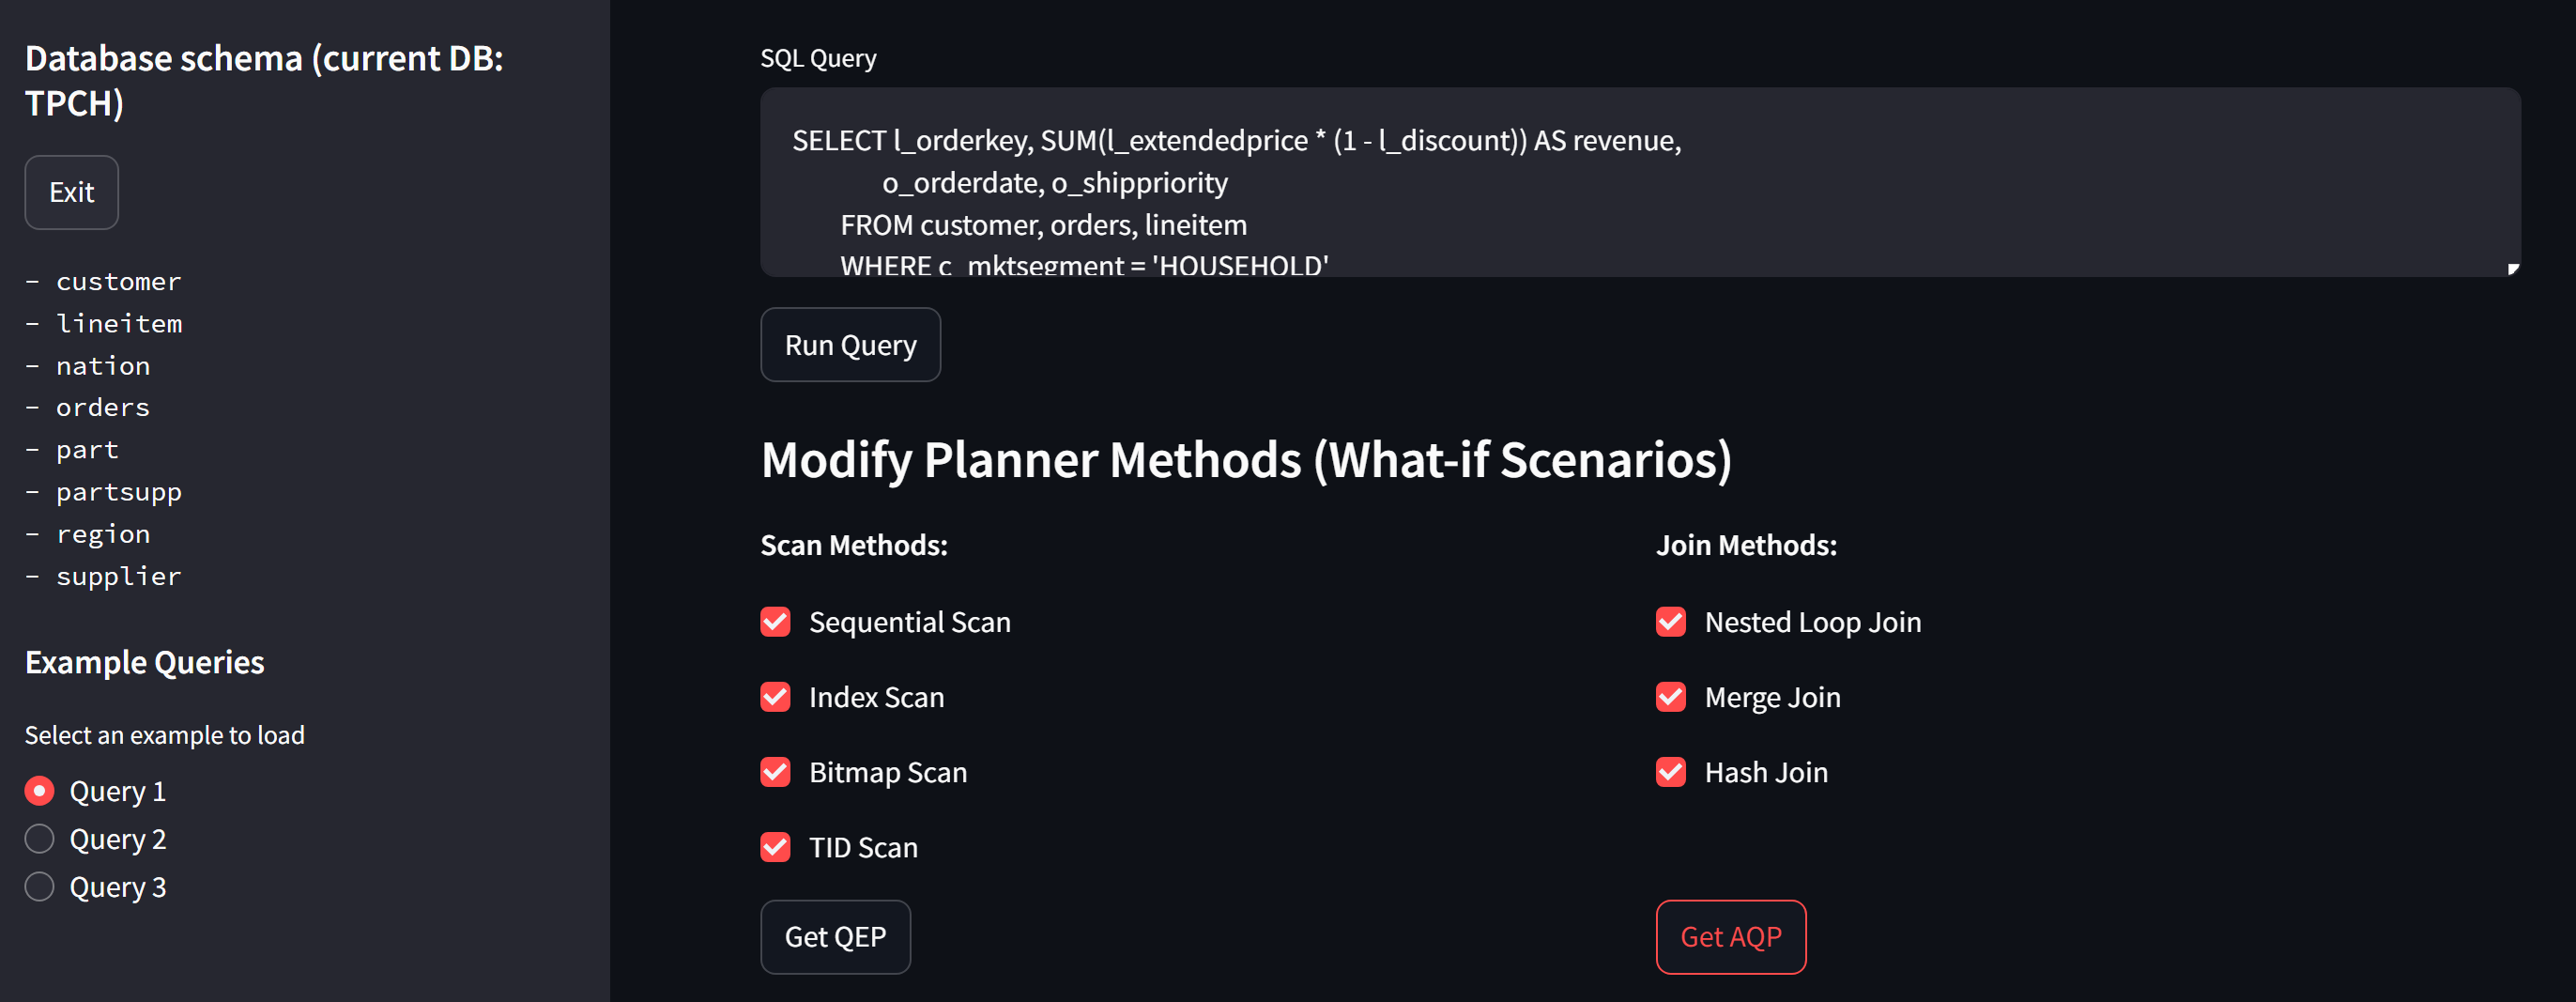 Database schema (current DB:
TPCH)
Exit
- customer
- lineitem
- nation
- orders
- part
- partsupp
- region
- supplier
Example Queries
Select an example to load
Query 1
Query 2
Query 3
SQL Query
SELECT l_orderkey, SUM(l_extendedprice * (1 - l_discount)) AS revenue,
o_orderdate, o_shippriority
FROM customer, orders, lineitem
WHERE c_mktsegment = 'HOUSEHOLD'
Run Query
Modify Planner Methods (What-if Scenarios)
Scan Methods:
Sequential Scan
Index Scan
Bitmap Scan
TID Scan
Get QEP
Join Methods:
Nested Loop Join
Merge Join
Hash Join
Get AQP